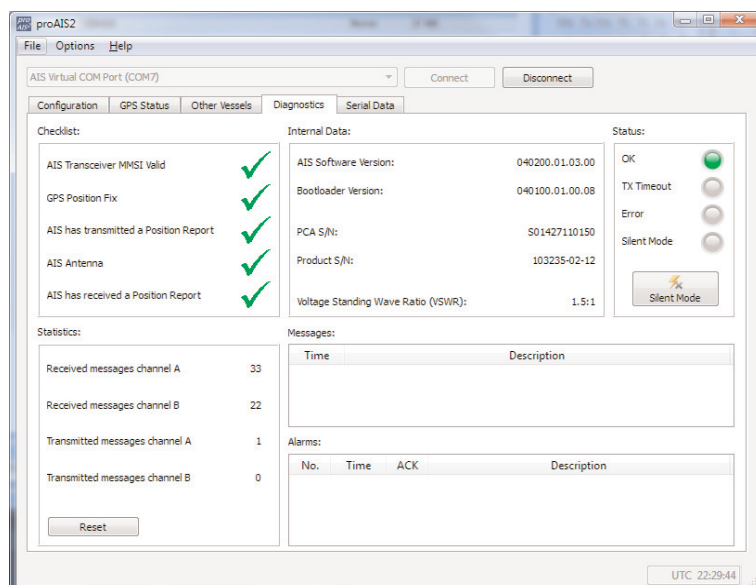 proAIS2
File Options Help
AIS Virtual COM Port (COM7) Connect Disconnect
Configuration GPS Status Other Vessels Diagnostics Serial Data
Checklist: Internal Data: Status:
AIS Transceiver MMSI Valid AIS Software Version: 040200.01.03.00 OK
GPS Position Fix Bootloader Version: 040100.01.00.08 TX Timeout
AIS has transmitted a Position Report PCA S/N: S01427110150 Error
AIS Antenna Product S/N: 103235-02-12 Silent Mode
AIS has received a Position Report Voltage Standing Wave Ratio (VSWR): 1.5:1 Silent Mode
Statistics: Messages:
Time Description
Received messages channel A 33
Received messages channel B 22
Transmitted messages channel A 1 Alarms:
No. Time ACK Description
Transmitted messages channel B 0
Reset
UTC 22:29:44